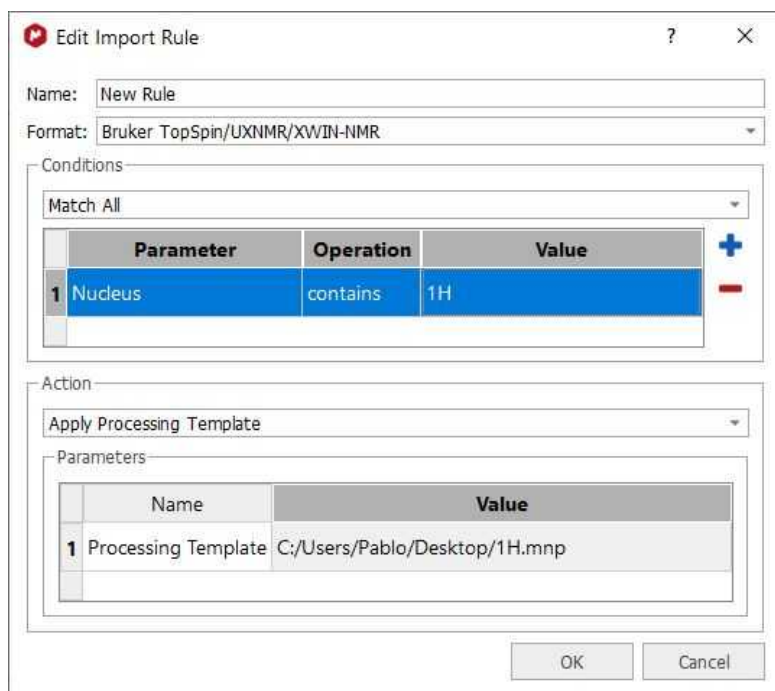 Edit Import Rule ? X
Name: New Rule
Format: Bruker TopSpin/UXNMR/XWIN-NMR
Conditions
Match All
Parameter Operation Value
1 Nucleus contains 1H
Action
Apply Processing Template
Parameters
Name Value
1 Processing Template C:/Users/Pablo/Desktop/1H.mnp
OK Cancel